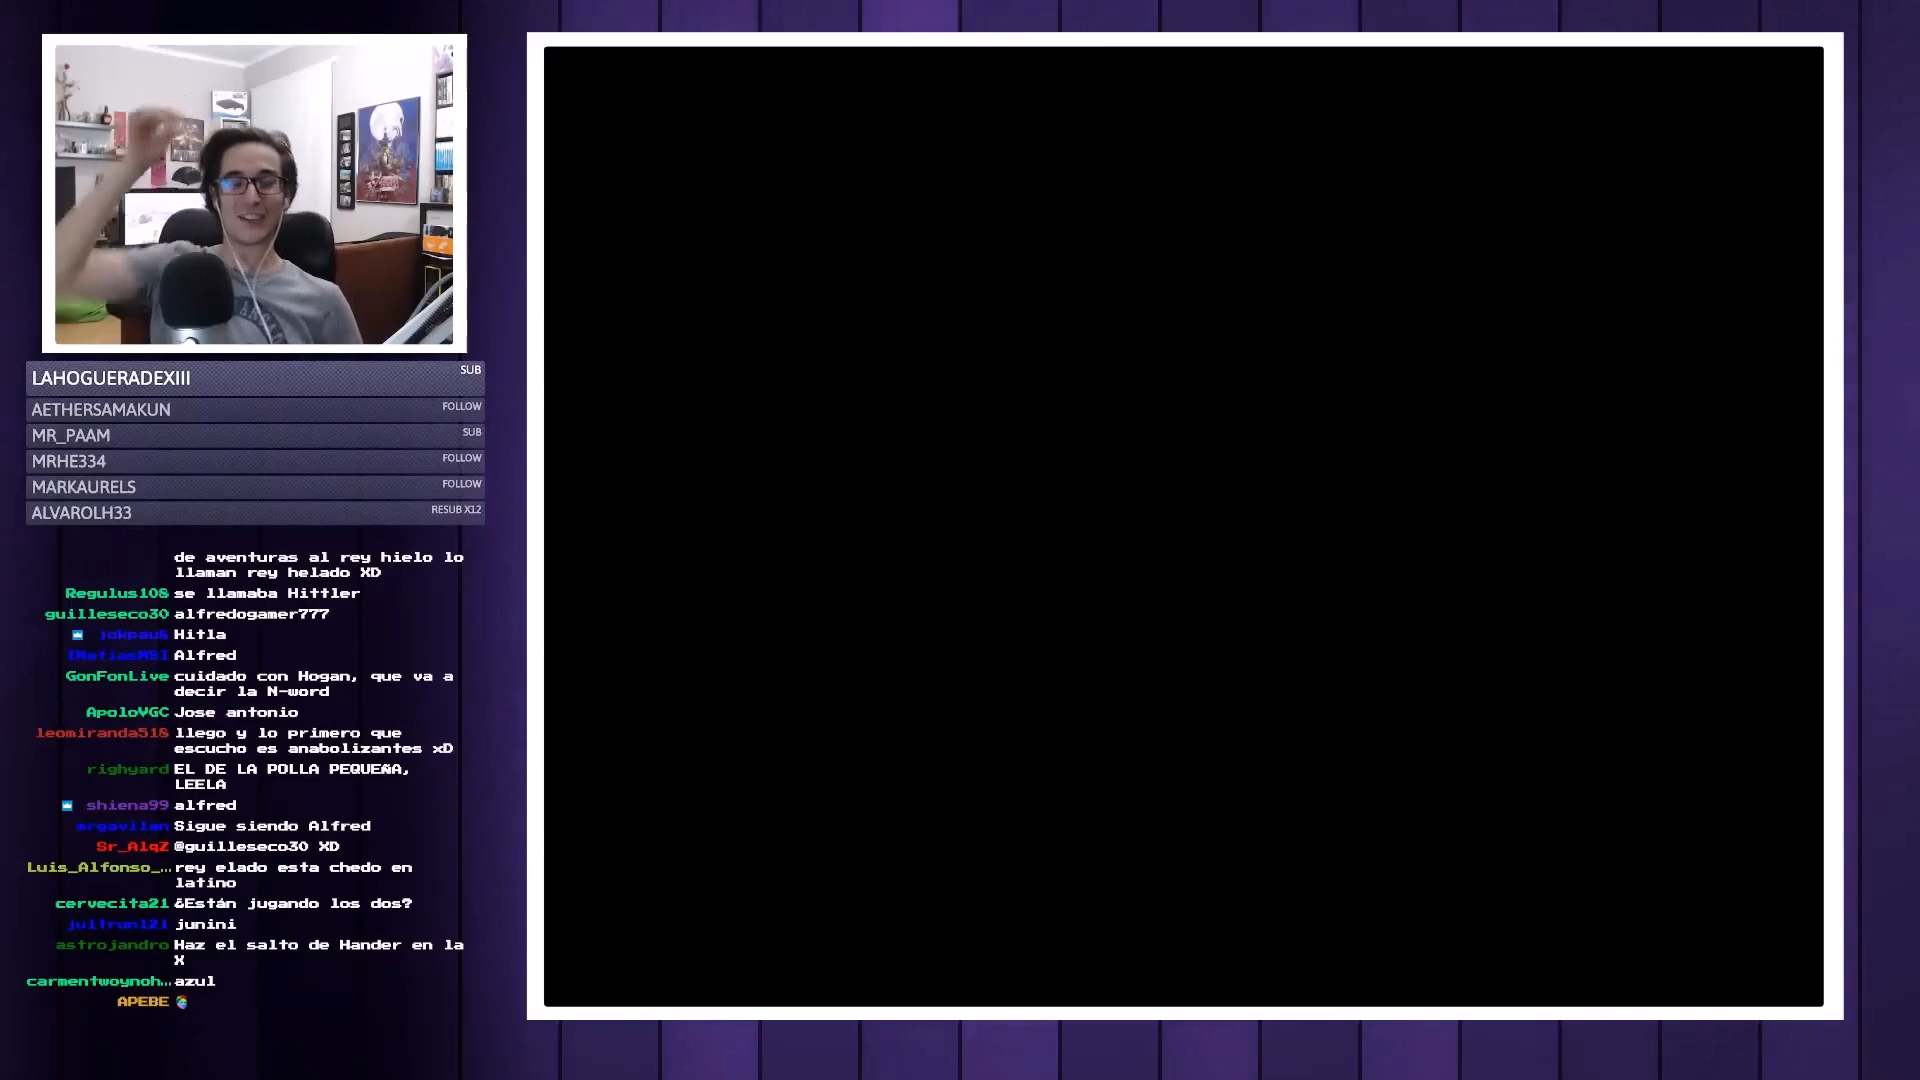 LAHOGUERADEXIII SUB
AETHERSAMAKUN FOLLOW
MR_PAAM SUB
MRHE334 FOLLOW
MARKAURELS FOLLOW
ALVAROLH33 RESUB X12
de aventuras al rey hielo lo
llaman rey helado XD
Regulus108 se llamaba Hittler
guilleseco30 alfredogamer777
jokpau8 Hitla
IMatiasMSI Alfred
GonFonLive cuidado con Hogan, que va a
decir la N-word
ApoloVGC Jose antonio
leomiranda518 llego y lo primero que
escucho es anabolizantes xD
righyard EL DE LA POLLA PEQUEÑA,
LEELA
shiena99 alfred
mrgavilan Sigue siendo Alfred
Sr_AlqZ @guilleseco30 XD
Luis_Alfonso_… rey elado esta chedo en
latino
cervecita21 ¿Están jugando los dos?
jultrun121 junini
astrojandro Haz el salto de Hander en la
X
carmentwoynoh… azul
APEBE